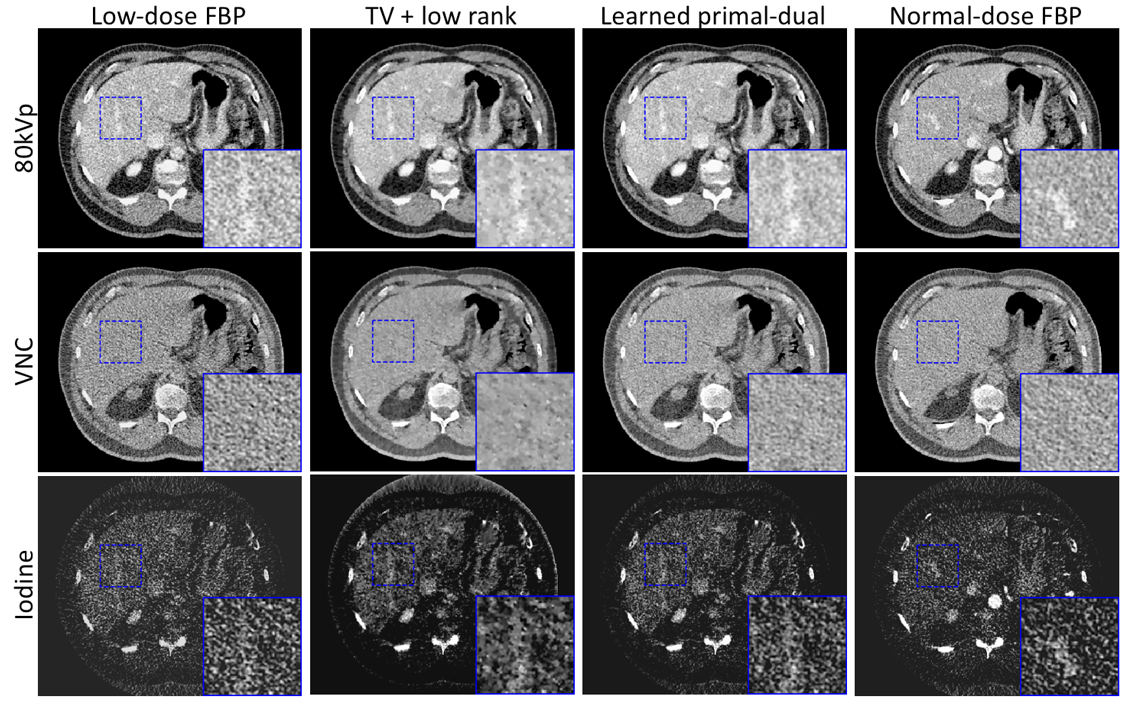 Low-dose FBP
TV + low rank
Learned primal-dual
Normal-dose FBP
80kVp
VNC
Iodine